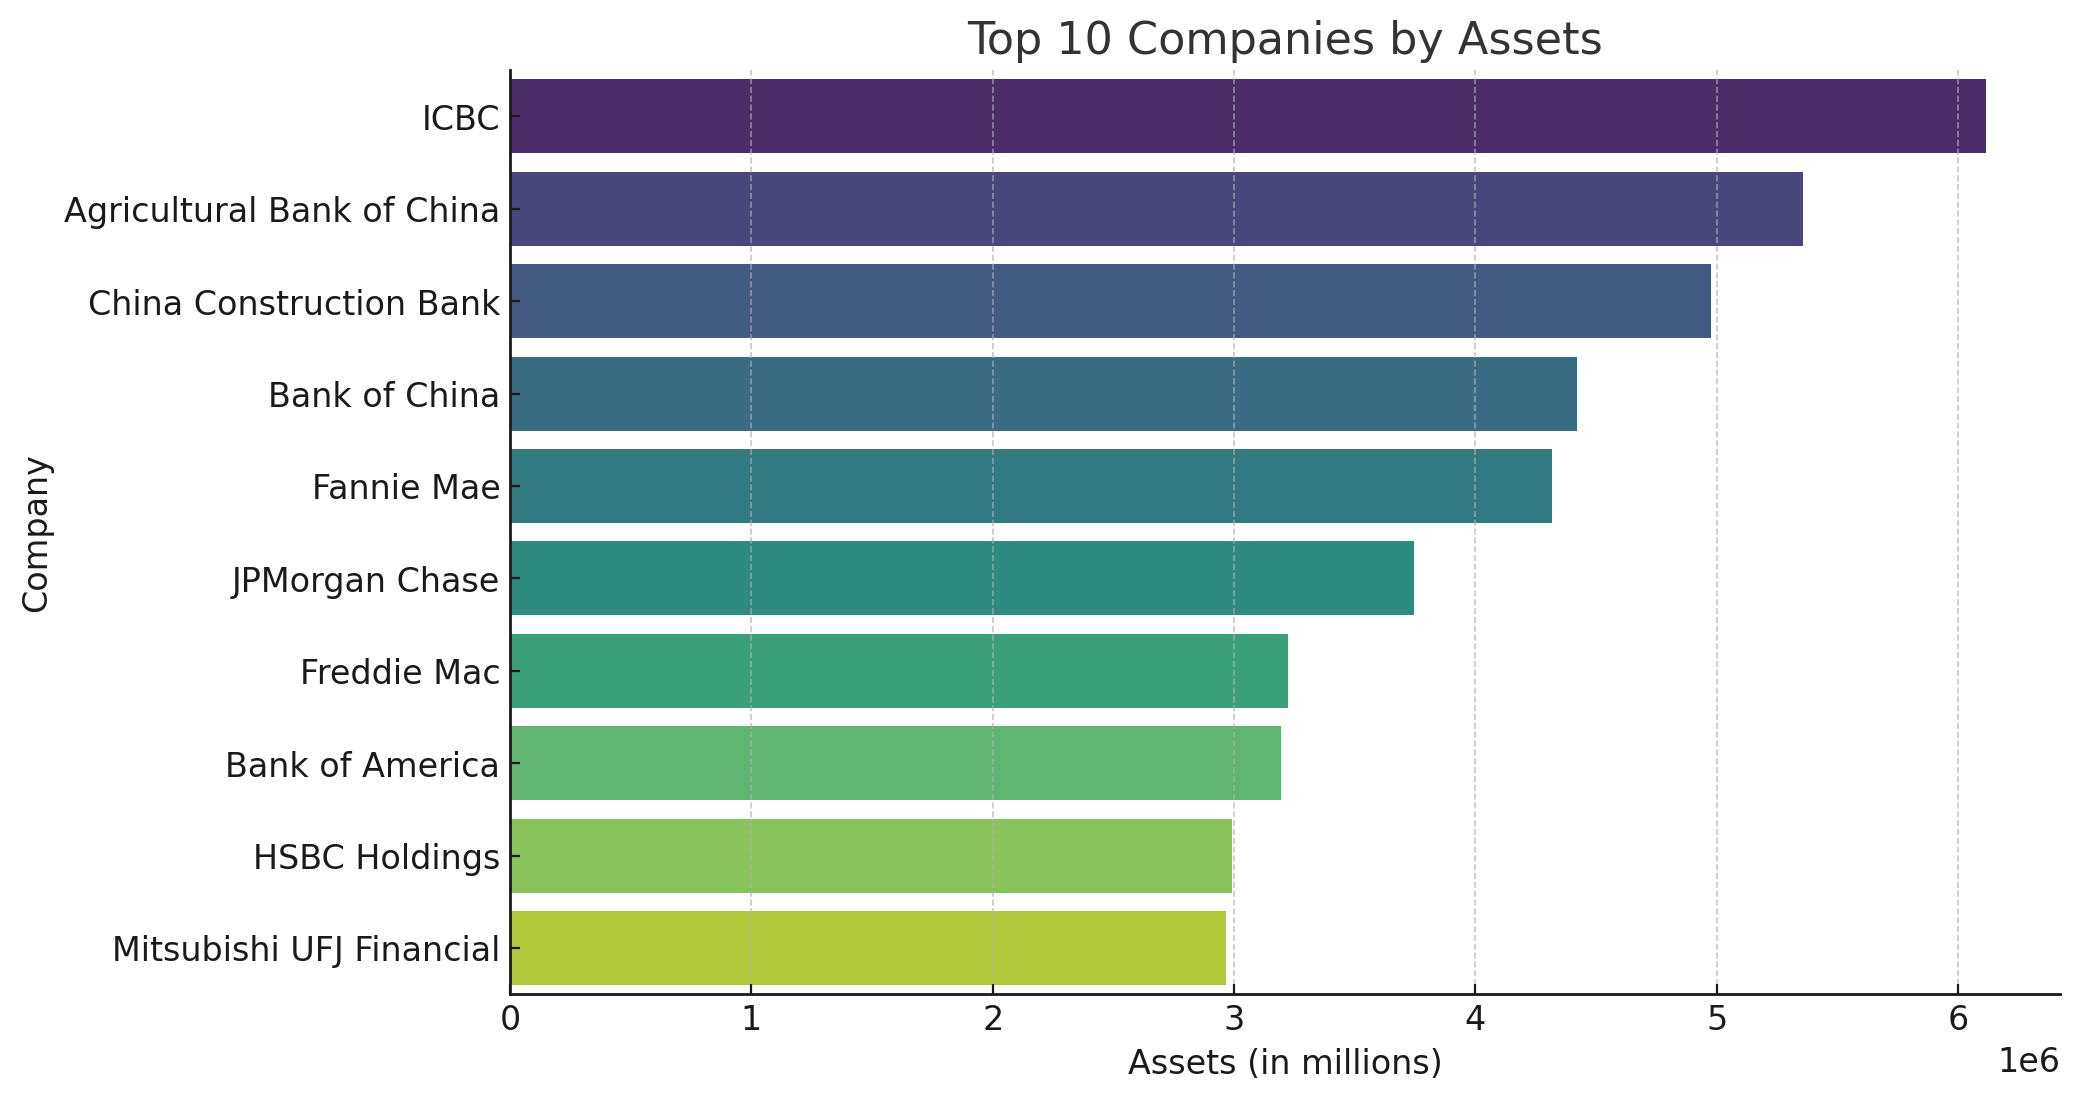 Top 10 Companies by Assets
ICBC
Agricultural Bank of China
China Construction Bank
Bank of China
Fannie Mae
JPMorgan Chase
Freddie Mac
Bank of America
HSBC Holdings
Mitsubishi UFJ Financial
Company
0 1 2 3 4 5 6
1e6
Assets (in millions)